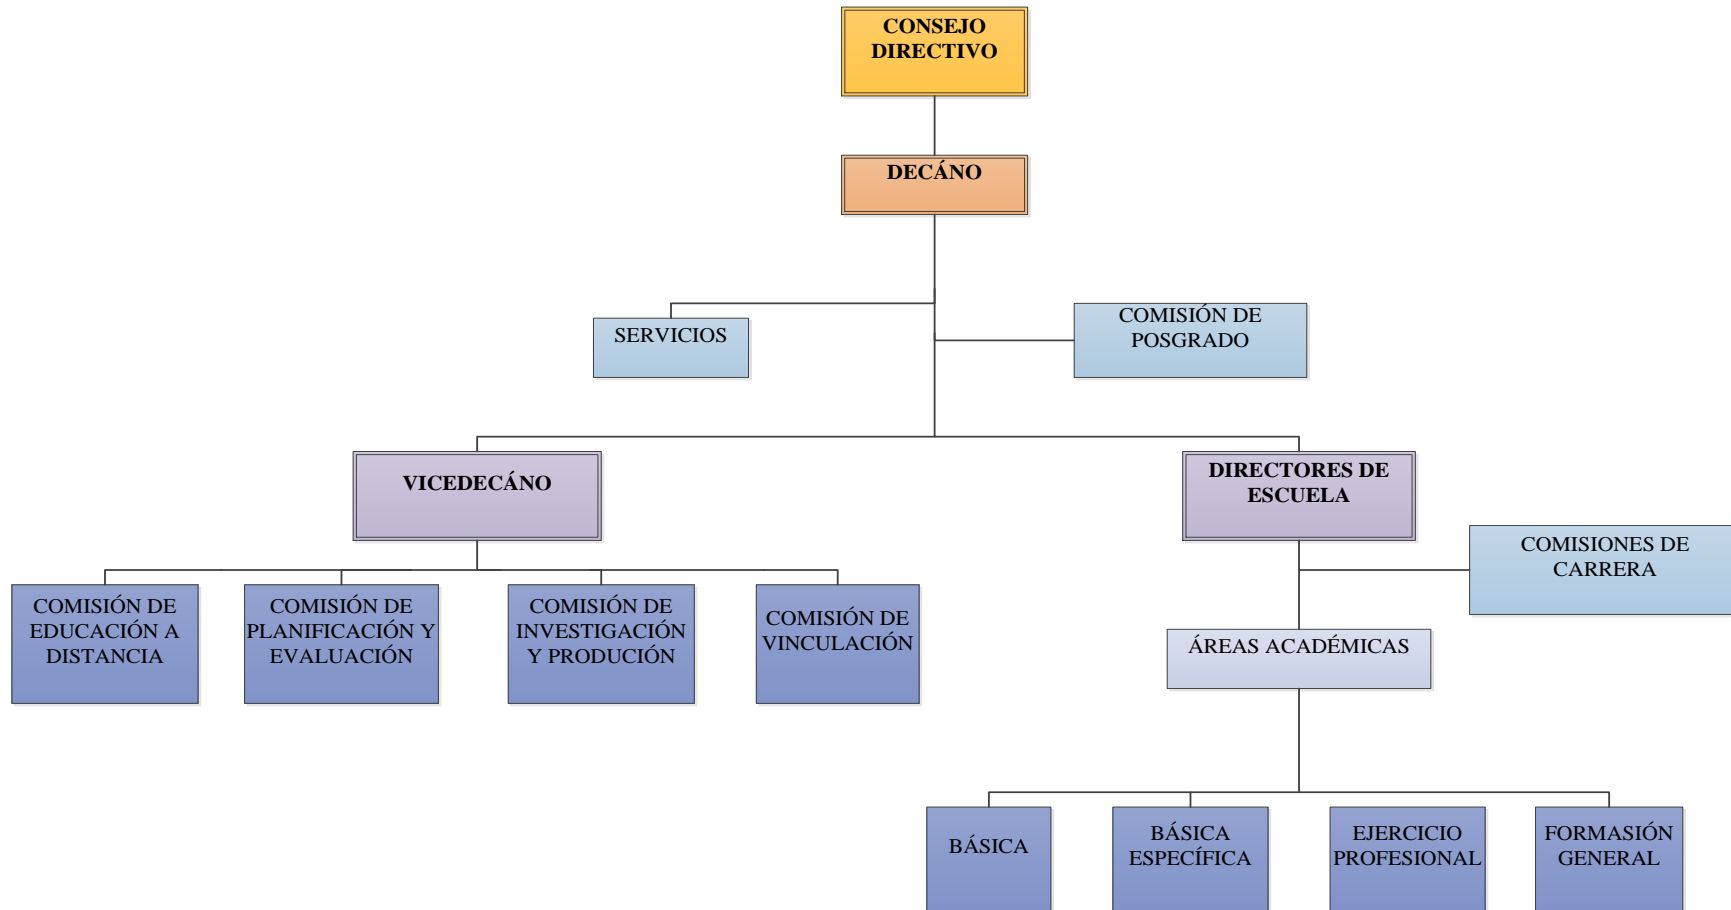 CONSEJO
DIRECTIVO
DECÁNO
SERVICIOS
COMISIÓN DE
POSGRADO
VICEDECÁNO
DIRECTORES DE
ESCUELA
COMISIONES DE
CARRERA
COMISIÓN DE
EDUCACIÓN A
DISTANCIA
COMISIÓN DE
PLANIFICACIÓN Y
EVALUACIÓN
COMISIÓN DE
INVESTIGACIÓN
Y PRODUCIÓN
COMISIÓN DE
VINCULACIÓN
ÁREAS ACADÉMICAS
BÁSICA
BÁSICA
ESPECÍFICA
EJERCICIO
PROFESIONAL
FORMASIÓN
GENERAL